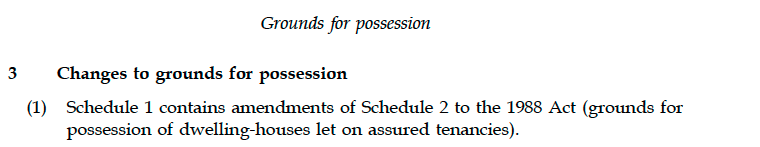 Grounds for possession
3 Changes to grounds for possession
(1) Schedule 1 contains amendments of Schedule 2 to the 1988 Act (grounds for
possession of dwelling-houses let on assured tenancies).